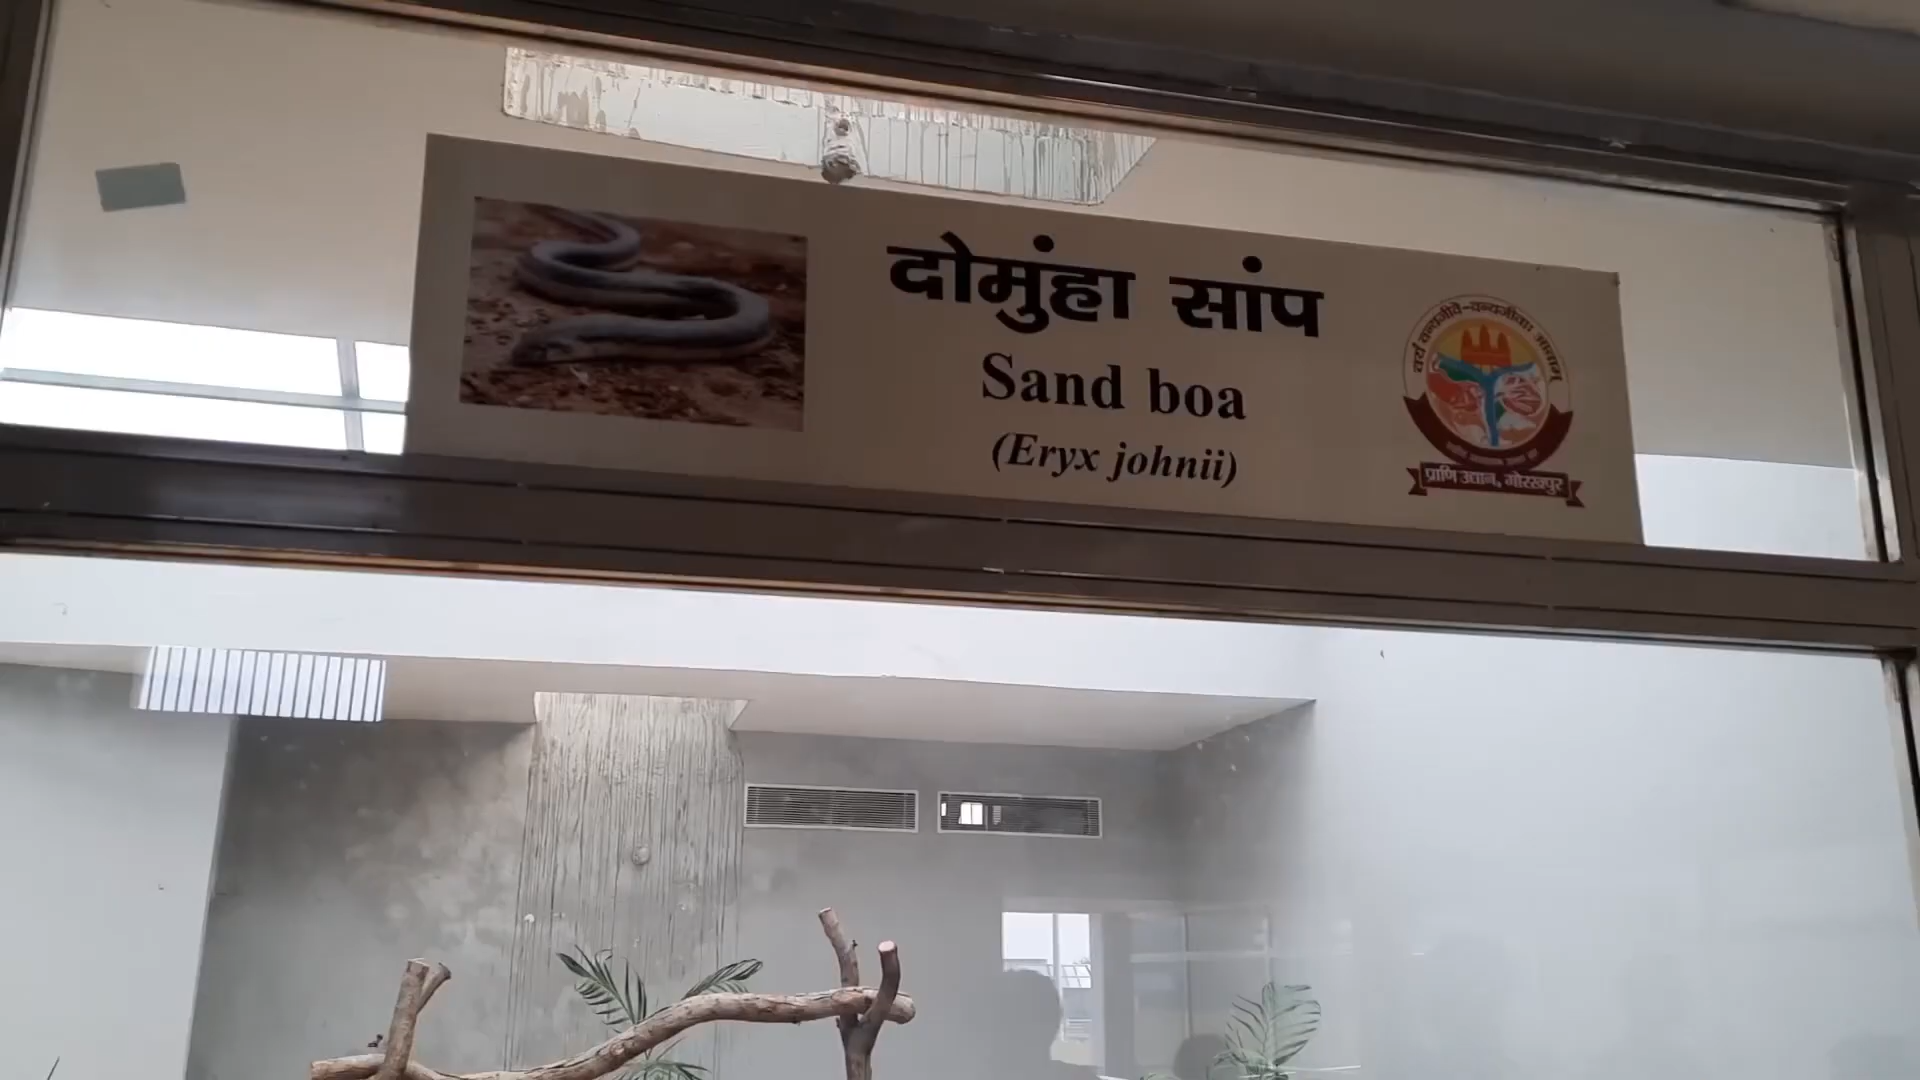 दोमुंहा सांप
Sand boa
(Eryx johnii)
प्राणि उद्यान, गोरखपुर